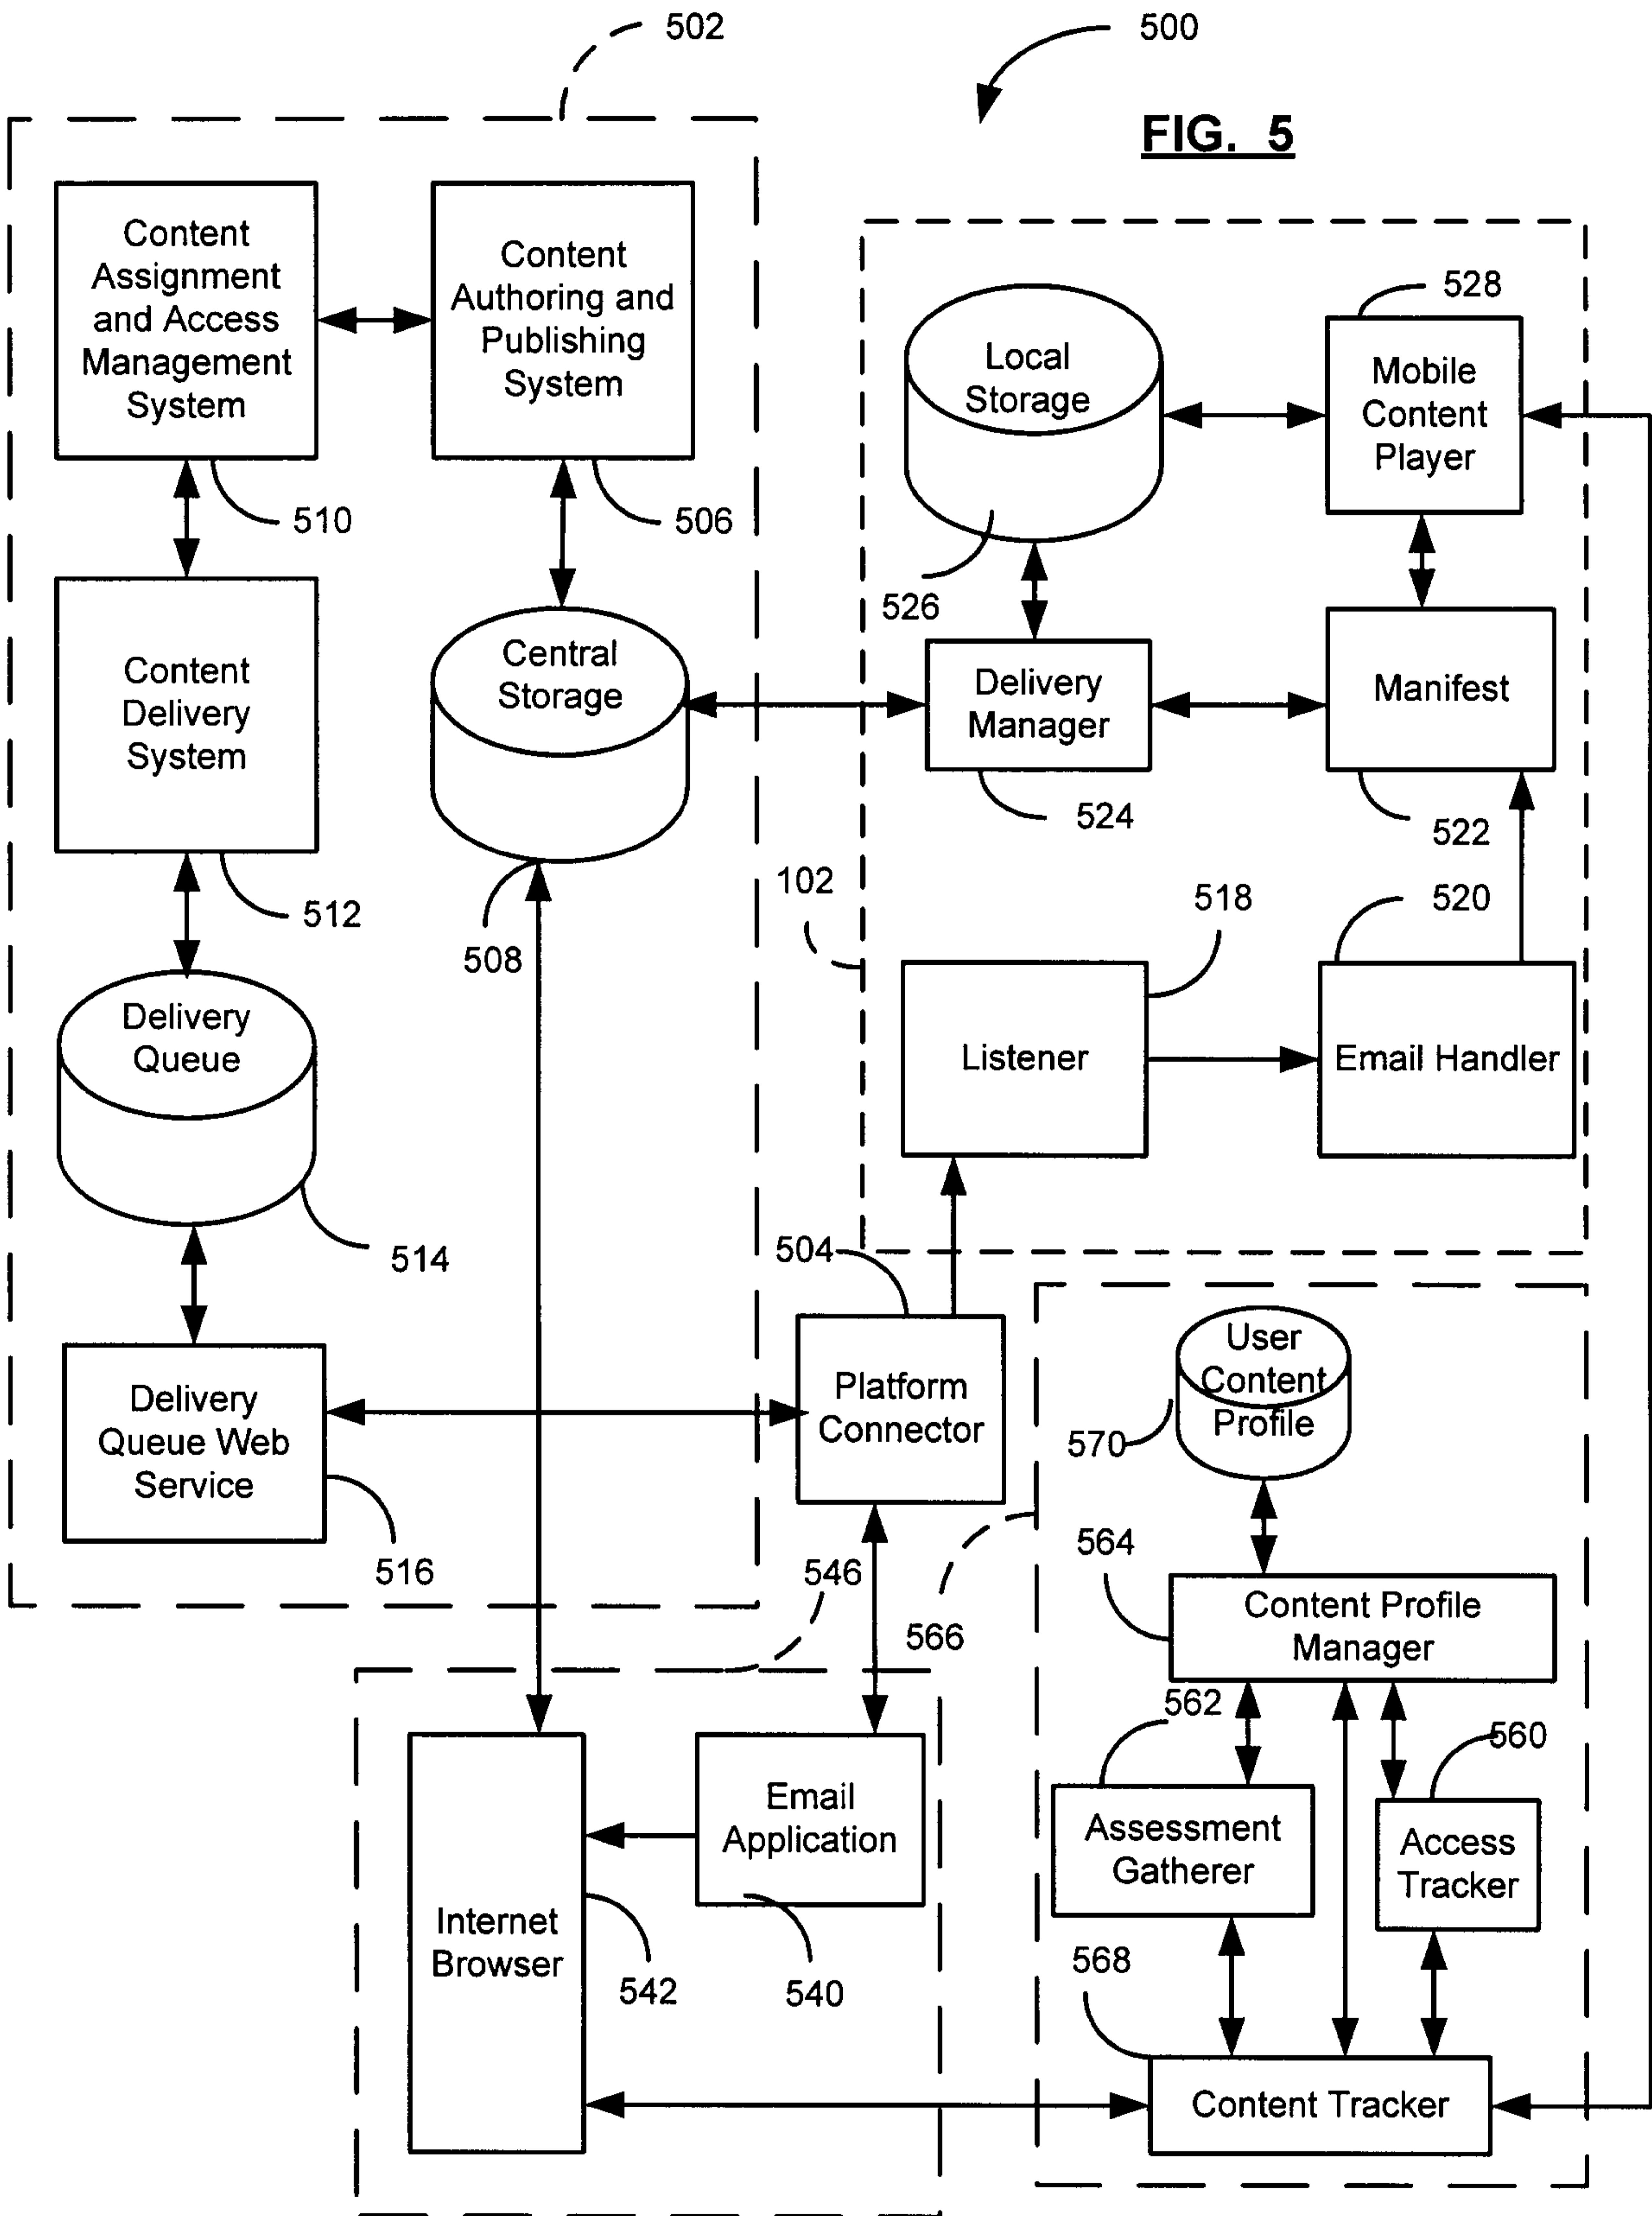 502
500
FIG. 5
Content
Assignment
and Access
Management
System
Content
Authoring and
Publishing
System
510
506
Content
Delivery
System
Central
Storage
512
508
Delivery
Queue
514
Delivery
Queue Web
Service
516
Local
Storage
528
Mobile
Content
Player
526
Delivery
Manager
Manifest
524
522
102
518
520
Listener
Email Handler
504
Platform
Connector
User
Content
Profile
570
546
566
564
Content Profile
Manager
562
560
Assessment
Gatherer
Access
Tracker
Email
Application
Internet
Browser
542
540
568
Content Tracker